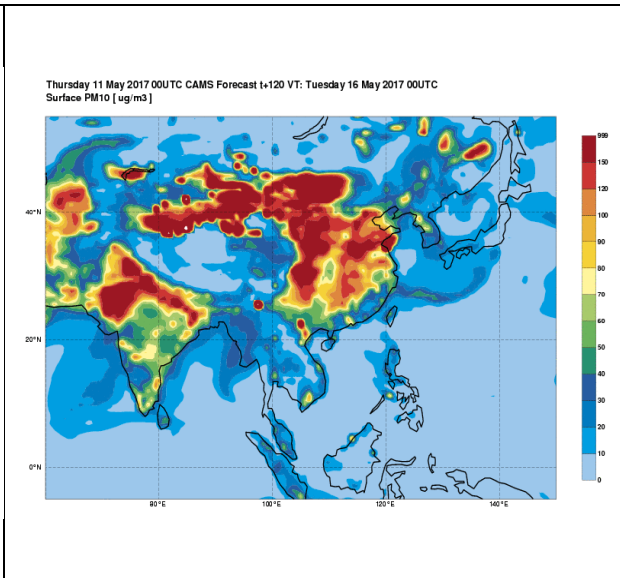 Thursday 11 May 2017 00UTC CAMS Forecast t+120 VT: Tuesday 16 May 2017 00UTC
Surface PM10 [ ug/m3 ]
999
150
120
100
90
80
70
60
50
40
30
20
10
0
40°N
20°N
0°N
80°E 100°E 120°E 140°E